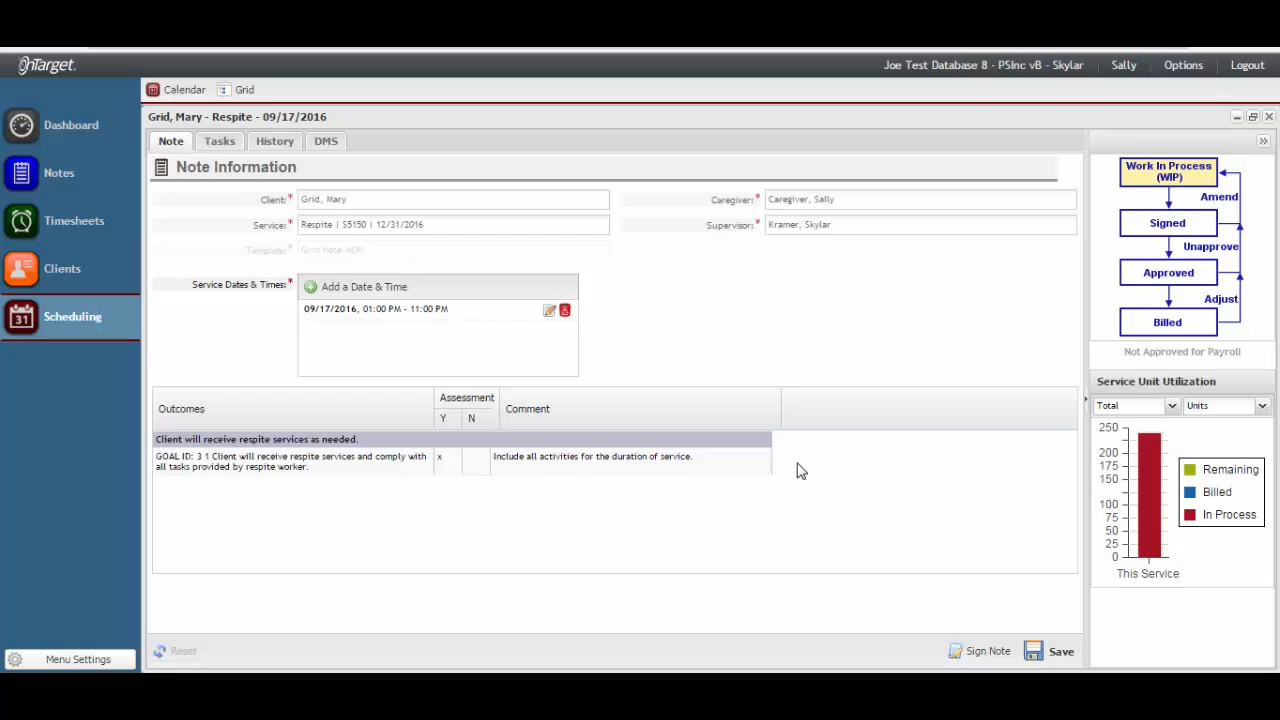 OnTarget.
Joe Test Database 8 - PSInc vB - Skylar
Sally
Options
Logout
Dashboard
Notes
Timesheets
Clients
31
Scheduling
Menu Settings
Calendar
Grid
Grid, Mary - Respite - 09/17/2016
Note
Tasks
History
DMS
Note Information
Client:* Grid, Mary
Caregiver:* Caregiver, Sally
Service:* Respite | S5150 | 12/31/2016
Supervisor:* Kramer, Skylar
Template:* Grid Note-WDM
Service Dates & Times:*
Add a Date & Time
09/17/2016, 01:00 PM - 11:00 PM
Outcomes
Assessment
Y
N
Comment
Client will receive respite services as needed.
GOAL ID: 3 1 Client will receive respite services and comply with
all tasks provided by respite worker.
x
Include all activities for the duration of service.
Reset
Sign Note
Save
Work In Process
(WIP)
Amend
Signed
Unapprove
Approved
Adjust
Billed
Not Approved for Payroll
Service Unit Utilization
Total
Units
250
200
175
150
100
75
50
25
0
This Service
Remaining
Billed
In Process